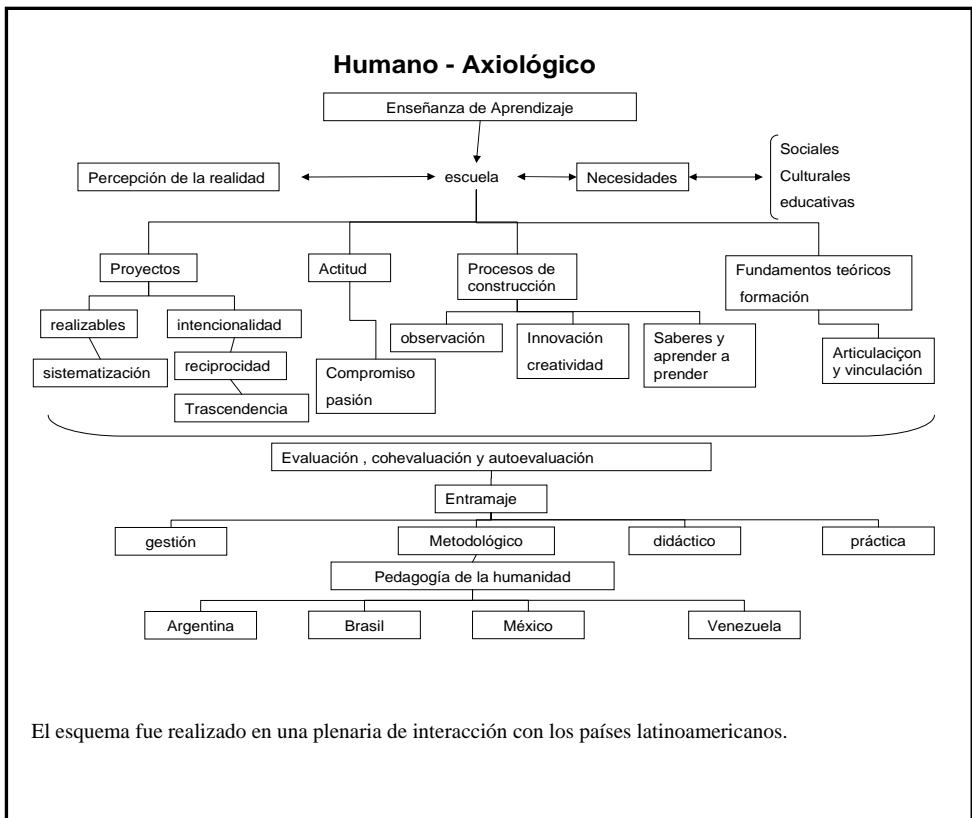 Humano - Axiológico
Enseñanza de Aprendizaje
Percepción de la realidad
escuela
Necesidades
Sociales
Culturales
educativas
Proyectos
Actitud
Procesos de
construcción
Fundamentos teóricos
formación
realizables
intencionalidad
observación
Innovación
creatividad
Saberes y
aprender a
prender
Articulaciçon
y vinculación
sistematización
reciprocidad
Compromiso
pasión
Trascendencia
Evaluación , cohevaluación y autoevaluación
Entramaje
gestión
Metodológico
didáctico
práctica
Pedagogía de la humanidad
Argentina
Brasil
México
Venezuela
El esquema fue realizado en una plenaria de interacción con los países latinoamericanos.